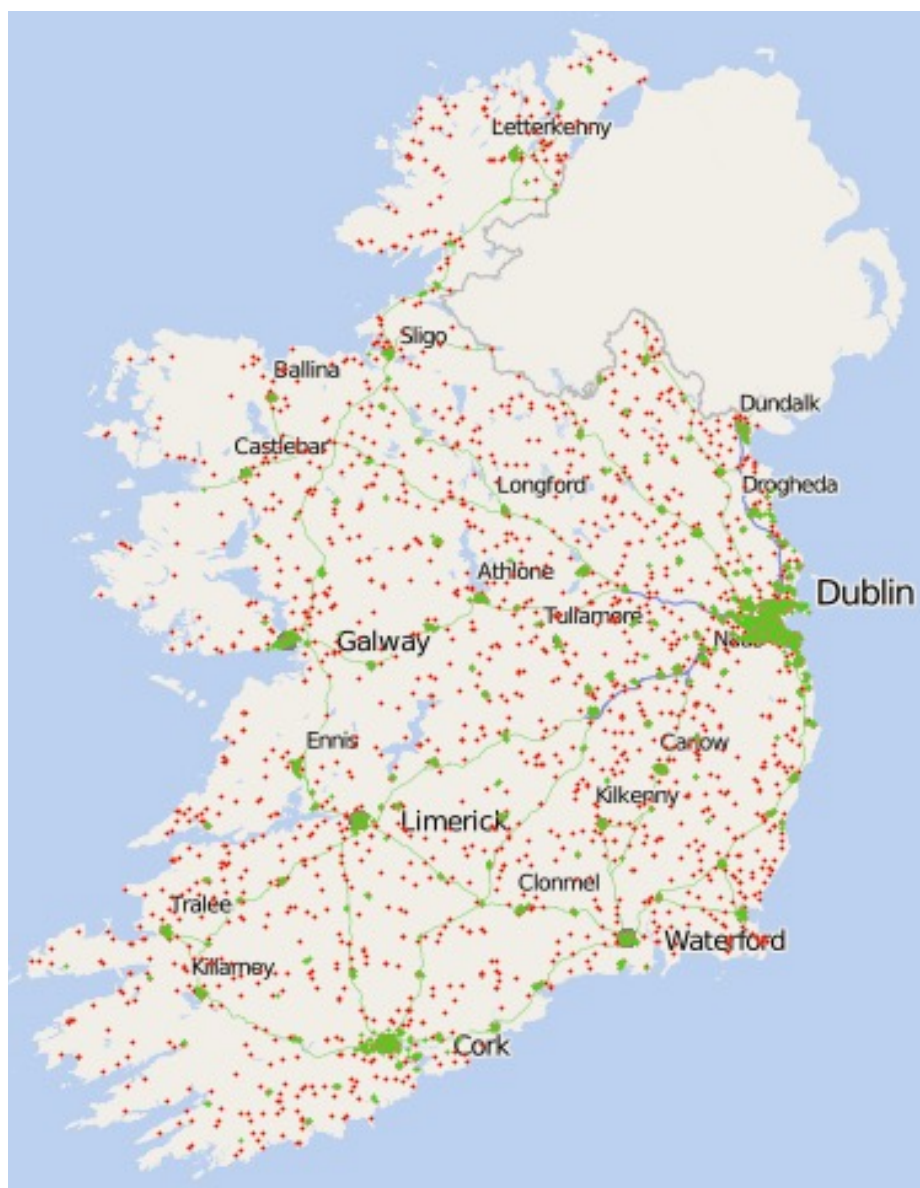 Letterkenny
Sligo
Ballina
Dundalk
Castlebar
Longford
Drogheda
Athlone
Dublin
Tullamore
Galway
Naas
Ennis
Carlow
Kilkenny
Limerick
Clonmel
Tralee
Waterford
Killarney
Cork